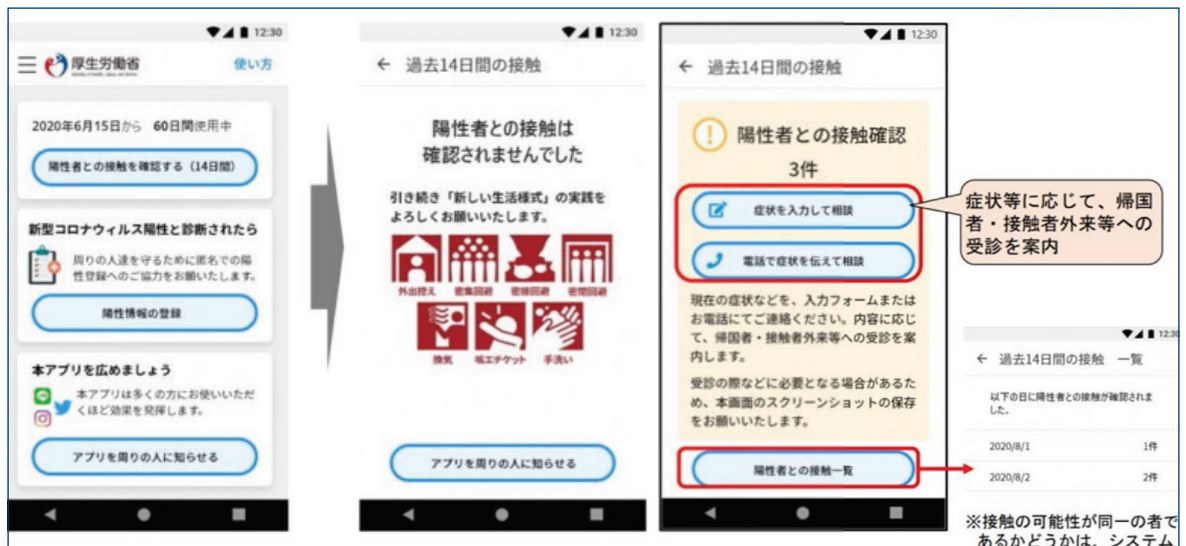 12:30
厚生労働省
使い方
2020年6月15日から 60日間使用中
陽性者との接触を確認する（14日間）
新型コロナウィルス陽性と診断されたら
周りの人達を守るために匿名での陽
性登録へのご協力をお願いたします。
陽性情報の登録
本アプリを広めましょう
本アプリは多くの方にお使いいただ
くほど効果を発揮します。
アプリを周りの人に知らせる
12:30
← 過去14日間の接触
陽性者との接触は
確認されませんでした
引き続き「新しい生活様式」の実践を
よろしくお願いいたします。
外出控え 密集回避 密接回避 密閉回避
換気 咳エチケット 手洗い
アプリを周りの人に知らせる
12:30
← 過去14日間の接触
陽性者との接触確認
3件
症状を入力して相談
電話で症状を伝えて相談
現在の症状などを、入力フォームまたは
お電話にてご連絡ください。内容に応じ
て、帰国者・接触者外来等への受診を案
内します。
受診の際などに必要となる場合があるた
め、本画面のスクリーンショットの保存
をお願いいたします。
陽性者との接触一覧
症状等に応じて、帰国
者・接触者外来等への
受診を案内
12:30
← 過去14日間の接触 一覧
以下の日に陽性者との接触が確認されま
した。
2020/8/1 1件
2020/8/2 2件
※接触の可能性が同一の者で
あるかどうかは、システム